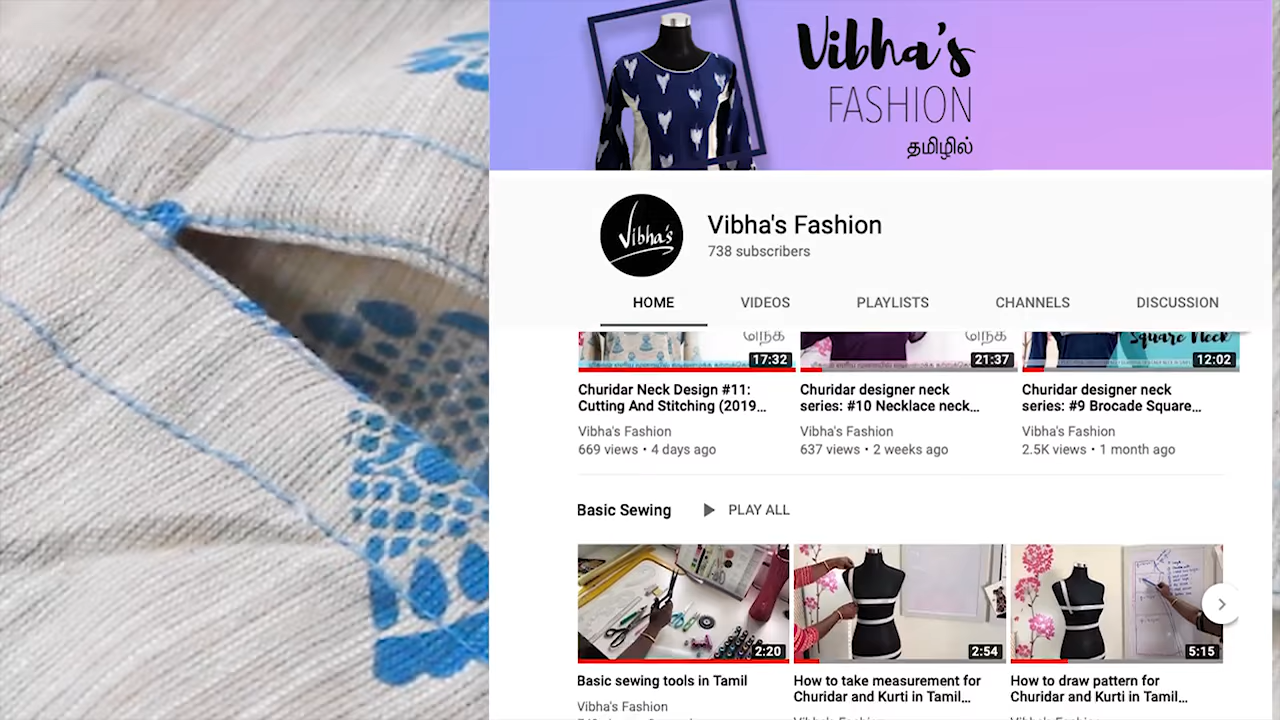 Vibha's
FASHION
தமிழில்
Vibha's
Vibha's Fashion
738 subscribers
HOME VIDEOS PLAYLISTS CHANNELS DISCUSSION
Square Neck
17:32 21:37 12:02
Churidar Neck Design #11:
Cutting And Stitching (2019...
Vibha's Fashion
669 views • 4 days ago
Churidar designer neck
series: #10 Necklace neck...
Vibha's Fashion
637 views • 2 weeks ago
Churidar designer neck
series: #9 Brocade Square...
Vibha's Fashion
2.5K views • 1 month ago
Basic Sewing PLAY ALL
2:20 2:54 5:15
Basic sewing tools in Tamil
Vibha's Fashion
How to take measurement for
Churidar and Kurti in Tamil...
How to draw pattern for
Churidar and Kurti in Tamil...